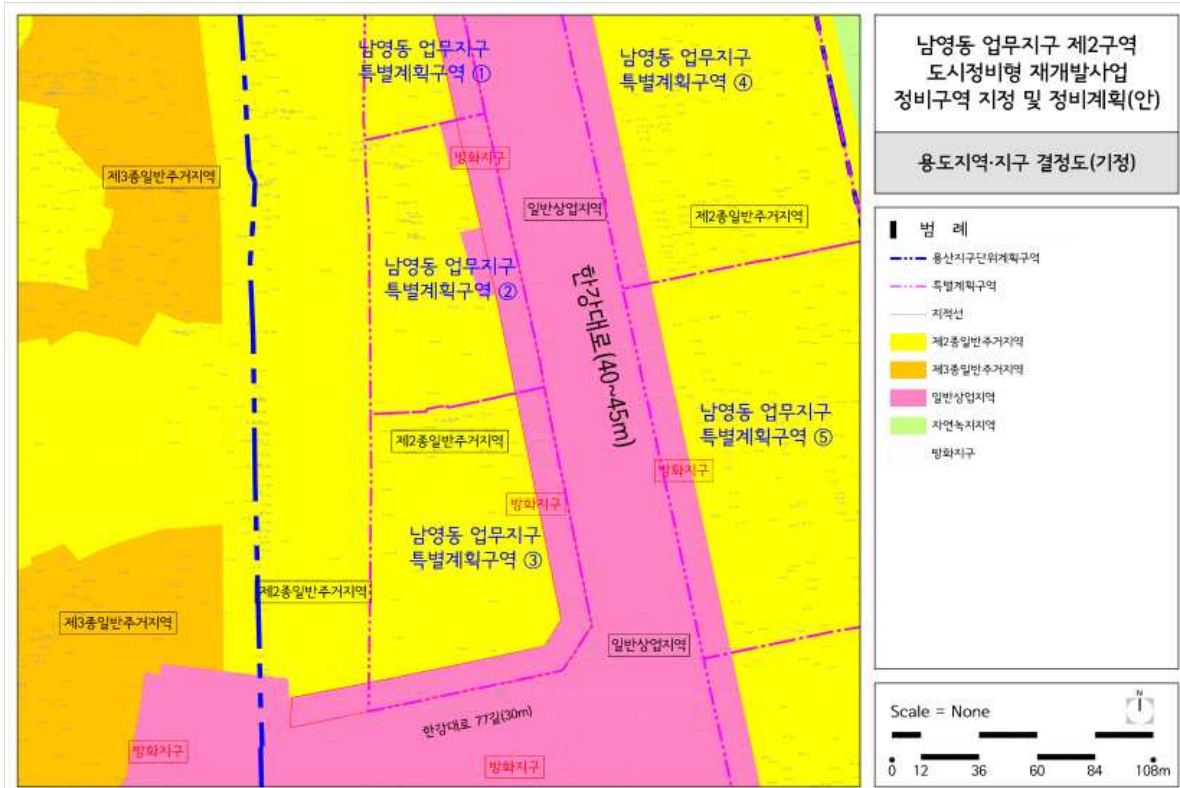 남영동 업무지구
특별계획구역 ①
남영동 업무지구
특별계획구역 ④
방화지구
제3종일반주거지역
일반상업지역
제2종일반주거지역
남영동 업무지구
특별계획구역 ②
한강대로(40~45m)
남영동 업무지구
특별계획구역 ⑤
제2종일반주거지역
방화지구
방화지구
남영동 업무지구
특별계획구역 ③
제2종일반주거지역
제3종일반주거지역
일반상업지역
한강대로 77길(30m)
방화지구
방화지구
남영동 업무지구 제2구역
도시정비형 재개발사업
정비구역 지정 및 정비계획(안)
용도지역·지구 결정도(기정)
범 례
용산지구단위계획구역
특별계획구역
지적선
제2종일반주거지역
제3종일반주거지역
일반상업지역
자연녹지지역
방화지구
Scale = None
N
0 12 36 60 84 108m